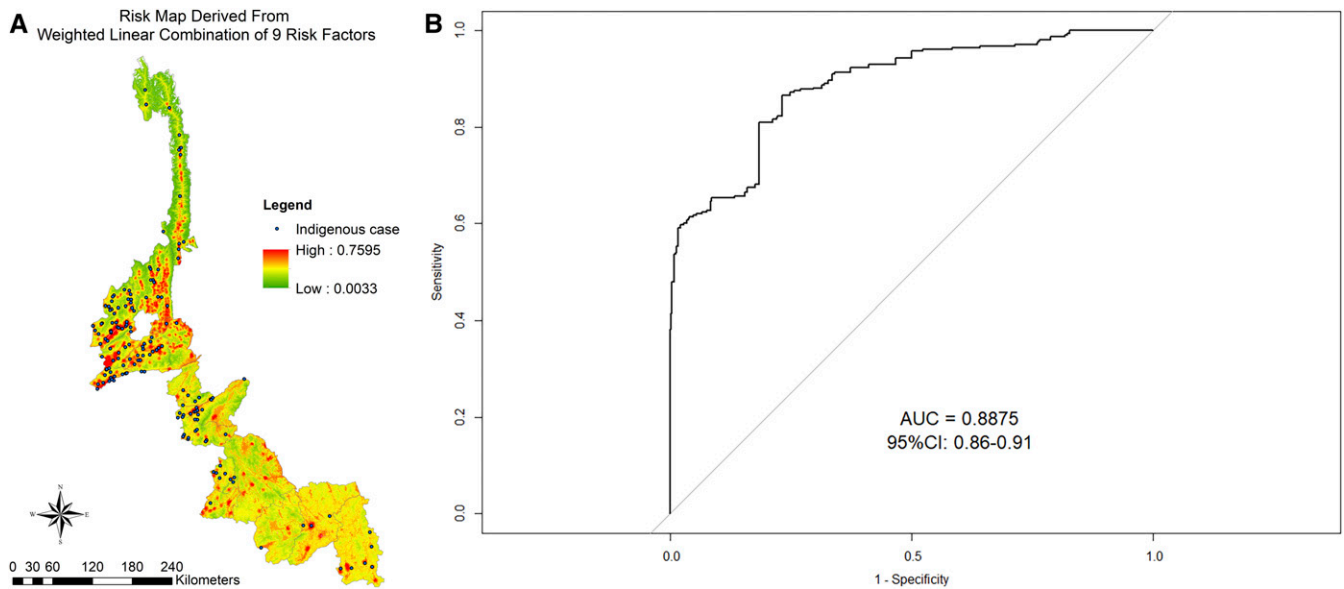 A
Risk Map Derived From
Weighted Linear Combination of 9 Risk Factors
Legend
Indigenous case
High : 0.7595
Low : 0.0033
N
W E
S
0 30 60 120 180 240
Kilometers
B
1.0
0.8
0.6
0.4
0.2
0.0
Sensitivity
AUC = 0.8875
95%CI: 0.86-0.91
0.0 0.5 1.0
1 - Specificity